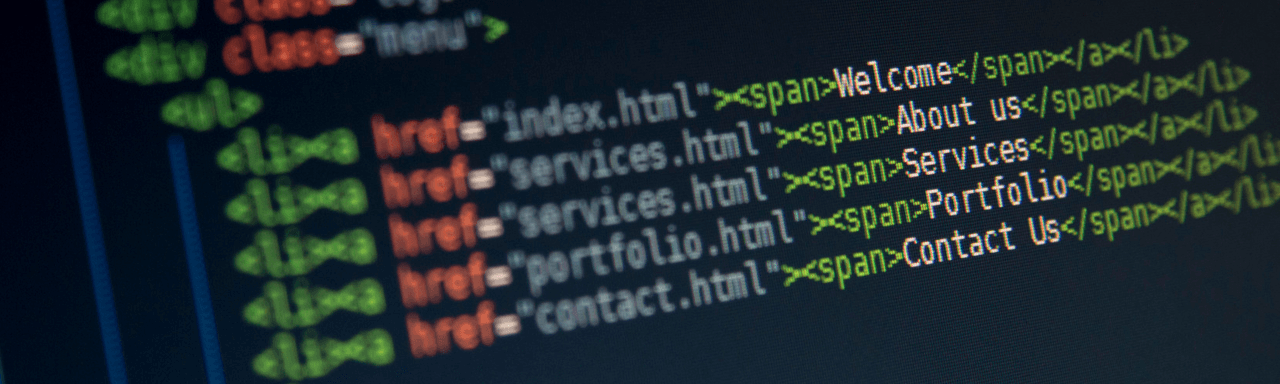 <div class="
<div class="menu">
<ul>
<li><a href="index.html"><span>Welcome</span></a></li>
<li><a href="services.html"><span>About us</span></a></li>
<li><a href="services.html"><span>Services</span></a></li>
<li><a href="portfolio.html"><span>Portfolio</span></a></li>
<li><a href="contact.html"><span>Contact Us</span></a></li>